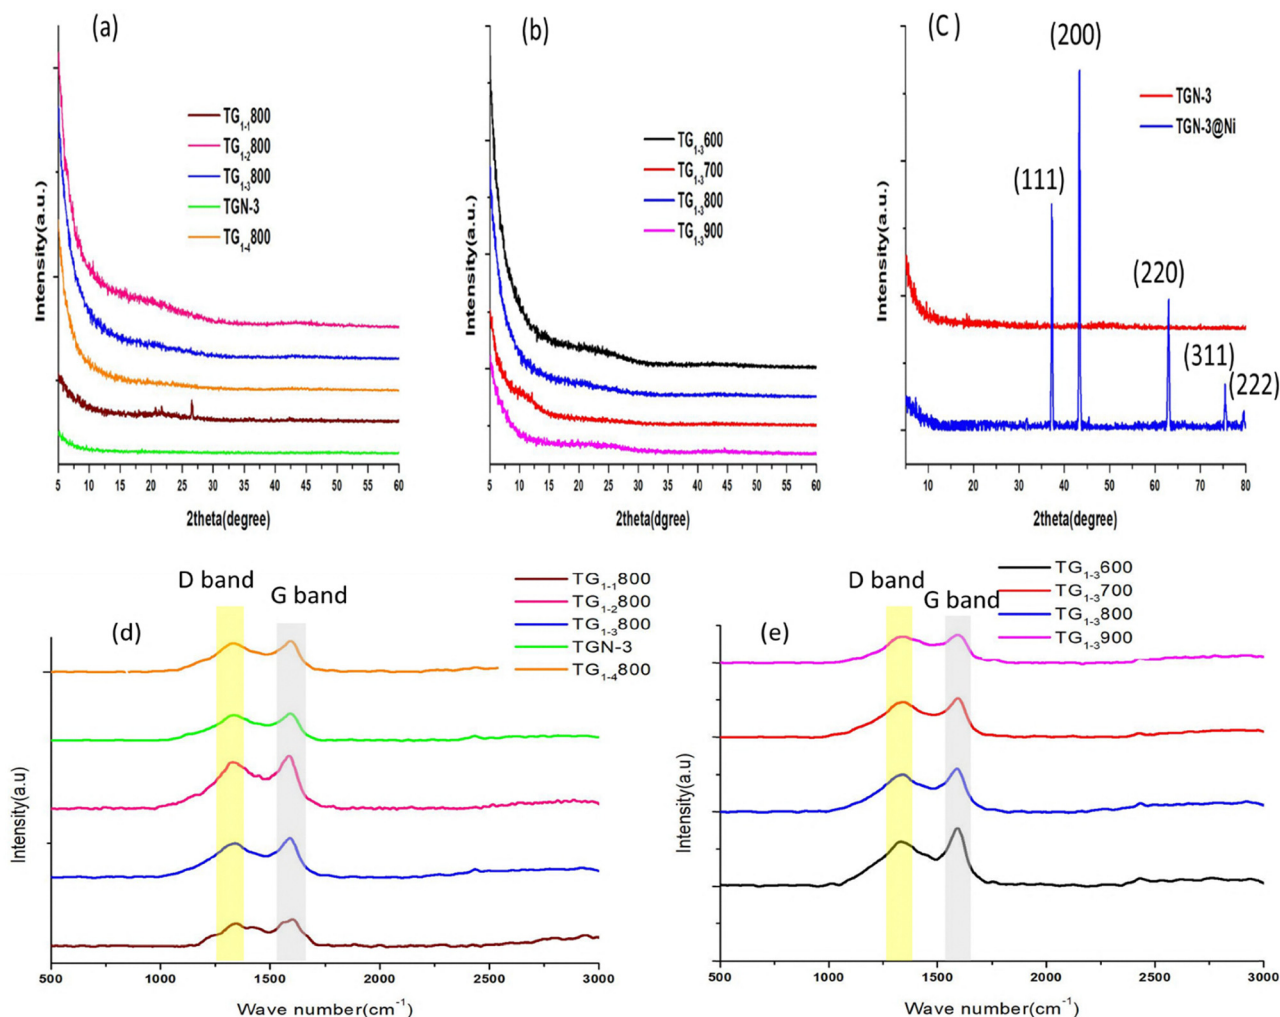 (a)
TG1-1800
TG1-2800
TG1-3800
TGN-3
TG1-4800
Intensity(a.u.)
5 10 15 20 25 30 35 40 45 50 55 60
2theta(degree)
(b)
TG1-3600
TG1-3700
TG1-3800
TG1-3900
Intensity(a.u.)
5 10 15 20 25 30 35 40 45 50 55 60
2theta(dgree)
(C)
(200)
TGN-3
TGN-3@Ni
(111)
(220)
(311)
(222)
Intensity(a.u.)
10 20 30 40 50 60 70 80
2theta(degree)
D band
G band
(d)
TG1-1800
TG1-2800
TG1-3800
TGN-3
TG1-4800
Intensity(a.u)
500 1000 1500 2000 2500 3000
Wave number(cm-1)
D band
G band
(e)
TG1-3600
TG1-3700
TG1-3800
TG1-3900
Intensity(a.u)
500 1000 1500 2000 2500 3000
Wave number(cm-1)